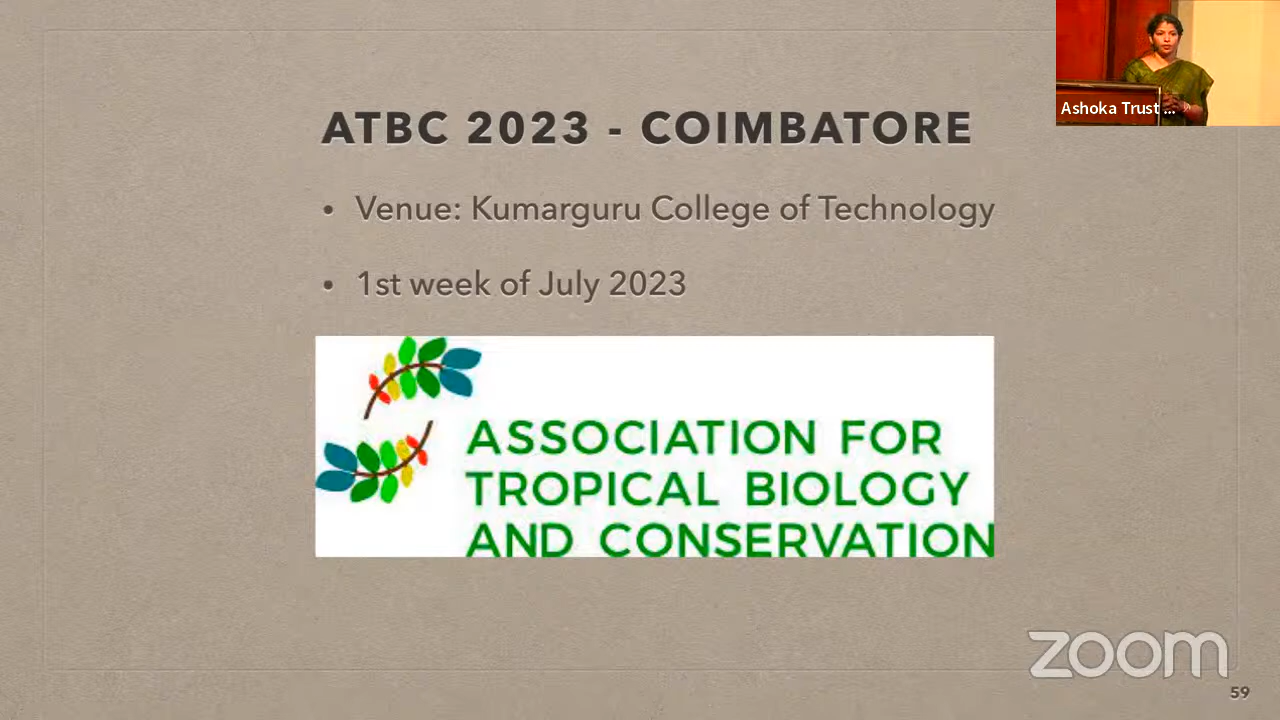 Ashoka Trust ...
ATBC 2023 - COIMBATORE
• Venue: Kumarguru College of Technology
• 1st week of July 2023
ASSOCIATION FOR
TROPICAL BIOLOGY
AND CONSERVATION
zoom
59